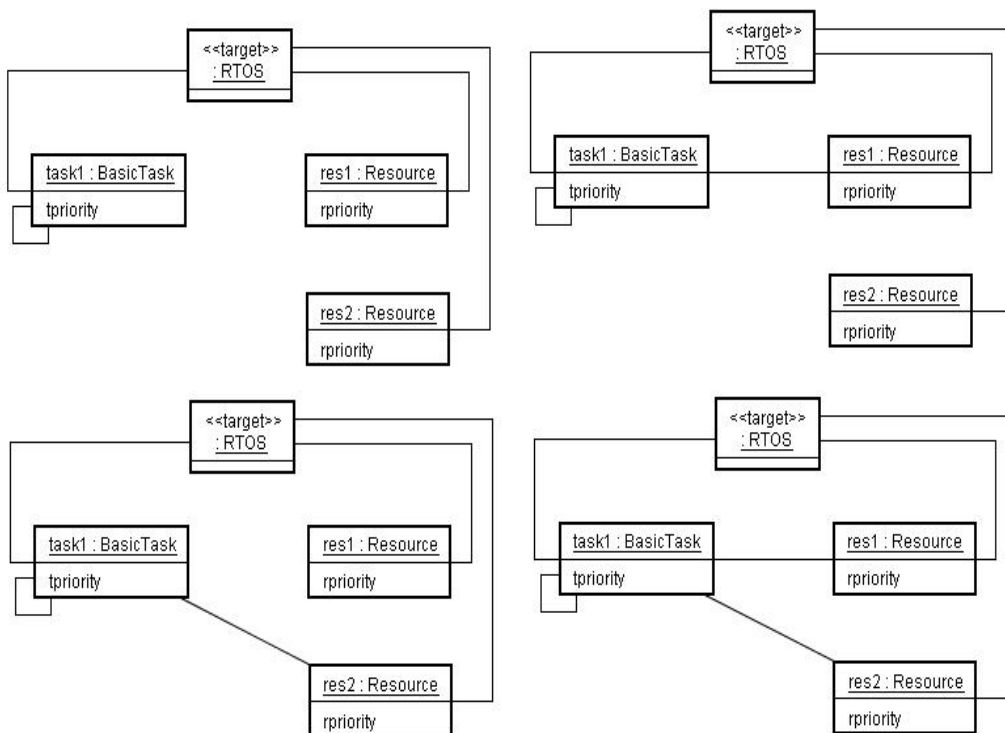 <<target>>
: RTOS
task1 : BasicTask
tpriority
res1 : Resource
rpriority
res2 : Resource
rpriority
<<target>>
: RTOS
task1 : BasicTask
tpriority
res1 : Resource
rpriority
res2 : Resource
rpriority
<<target>>
: RTOS
task1 : BasicTask
tpriority
res1 : Resource
rpriority
res2 : Resource
rpriority
<<target>>
: RTOS
task1 : BasicTask
tpriority
res1 : Resource
rpriority
res2 : Resource
rpriority